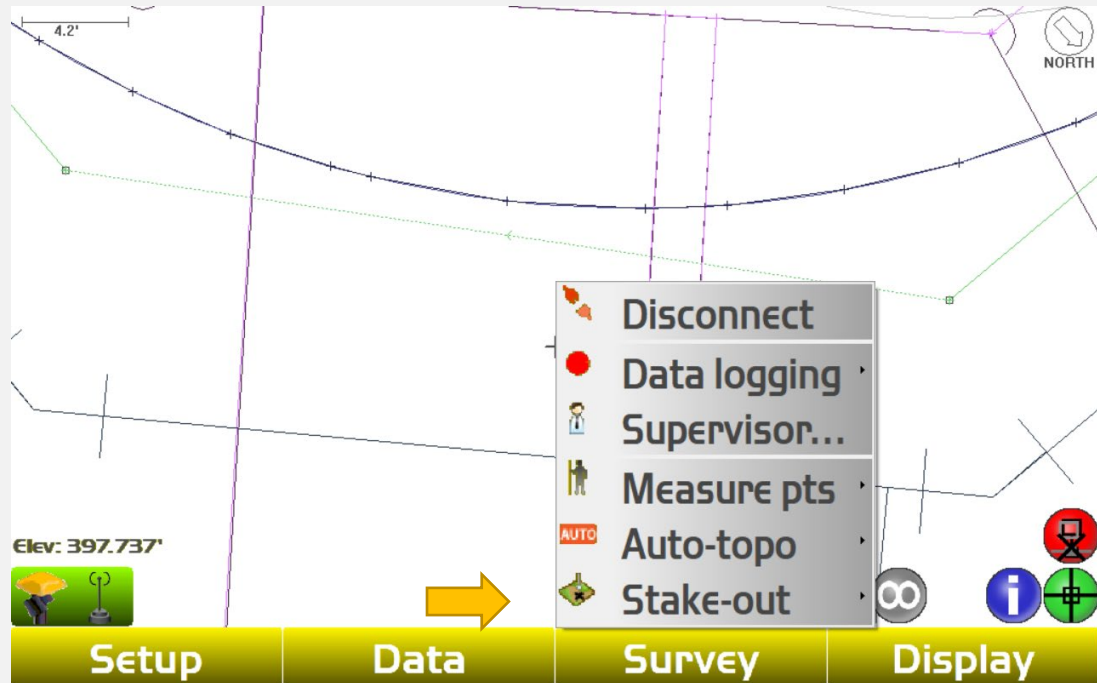 4.2'
NORTH
Disconnect
Data logging
Supervisor...
Measure pts
AUTO Auto-topo
Stake-out
Elev: 397.737'
Setup Data Survey Display